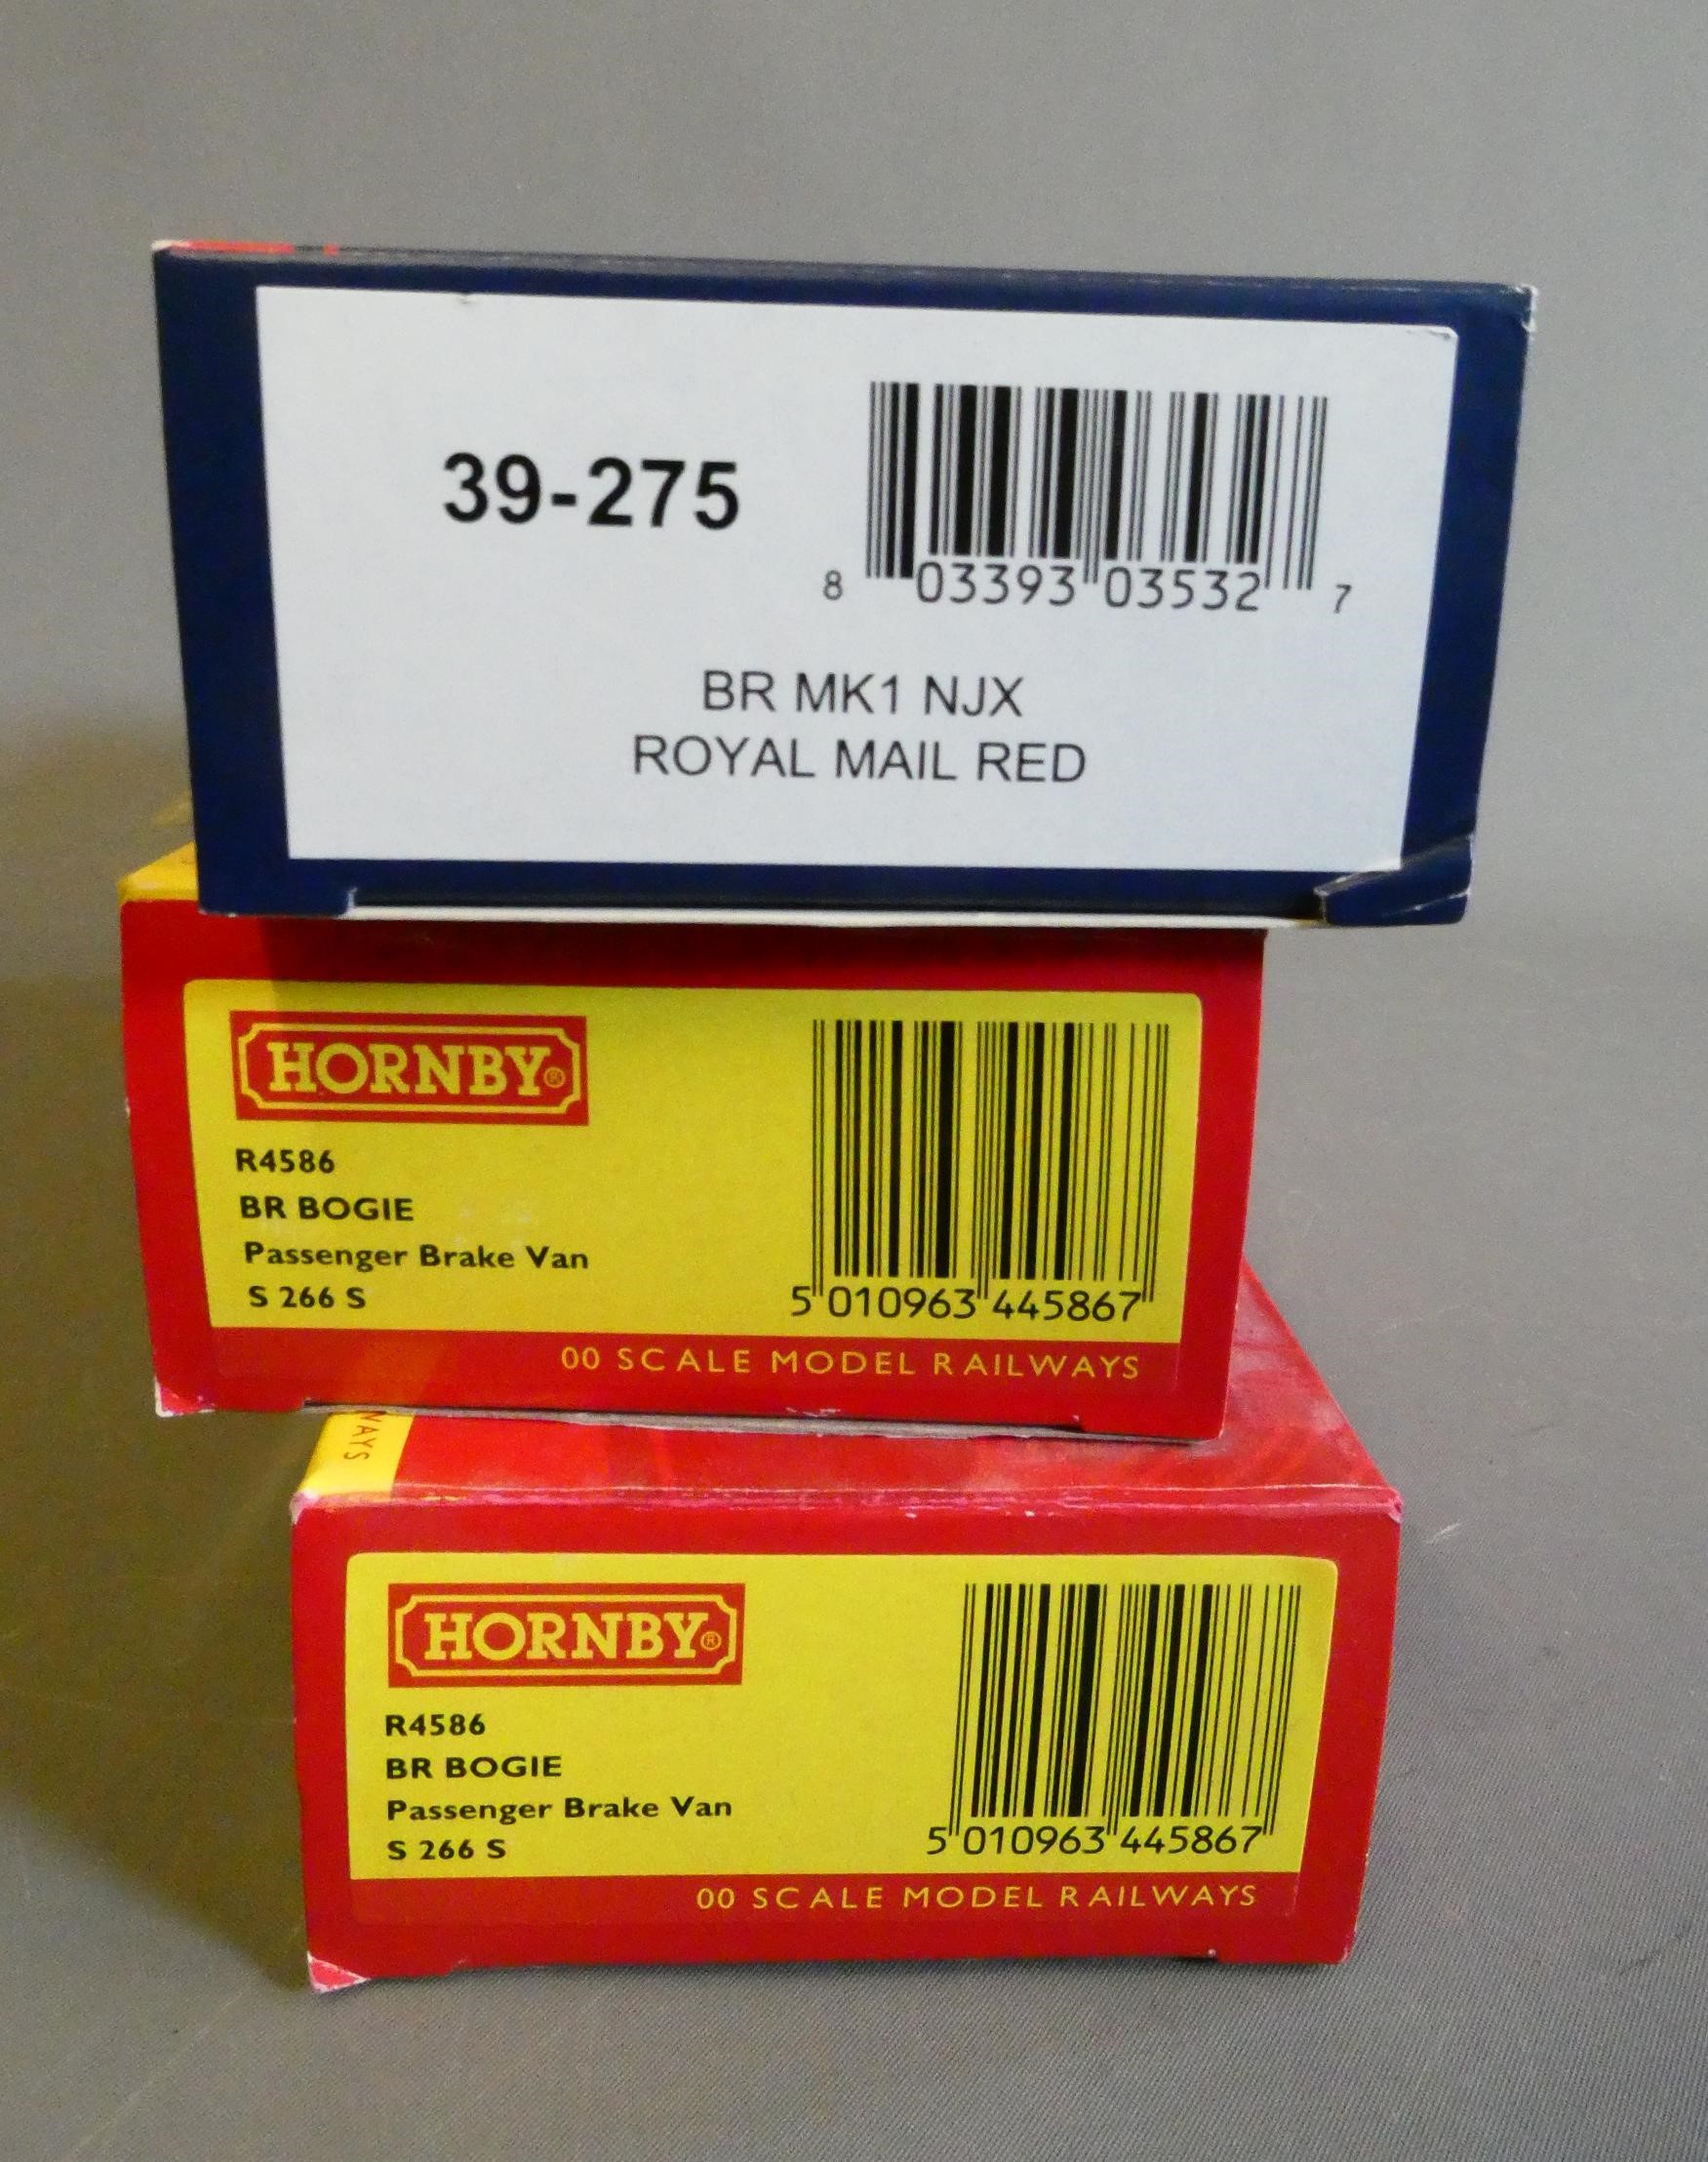 39-275
8 03393 03532 7
BR MK1 NJX
ROYAL MAIL RED
HORNBY®
R4586
BR BOGIE
Passenger Brake Van
S 266 S
5 010963 445867
00 SCALE MODEL RAILWAYS
WAYS
HORNBY®
R4586
BR BOGIE
Passenger Brake Van
S 266 S
5 010963 445867
00 SCALE MODEL RAILWAYS